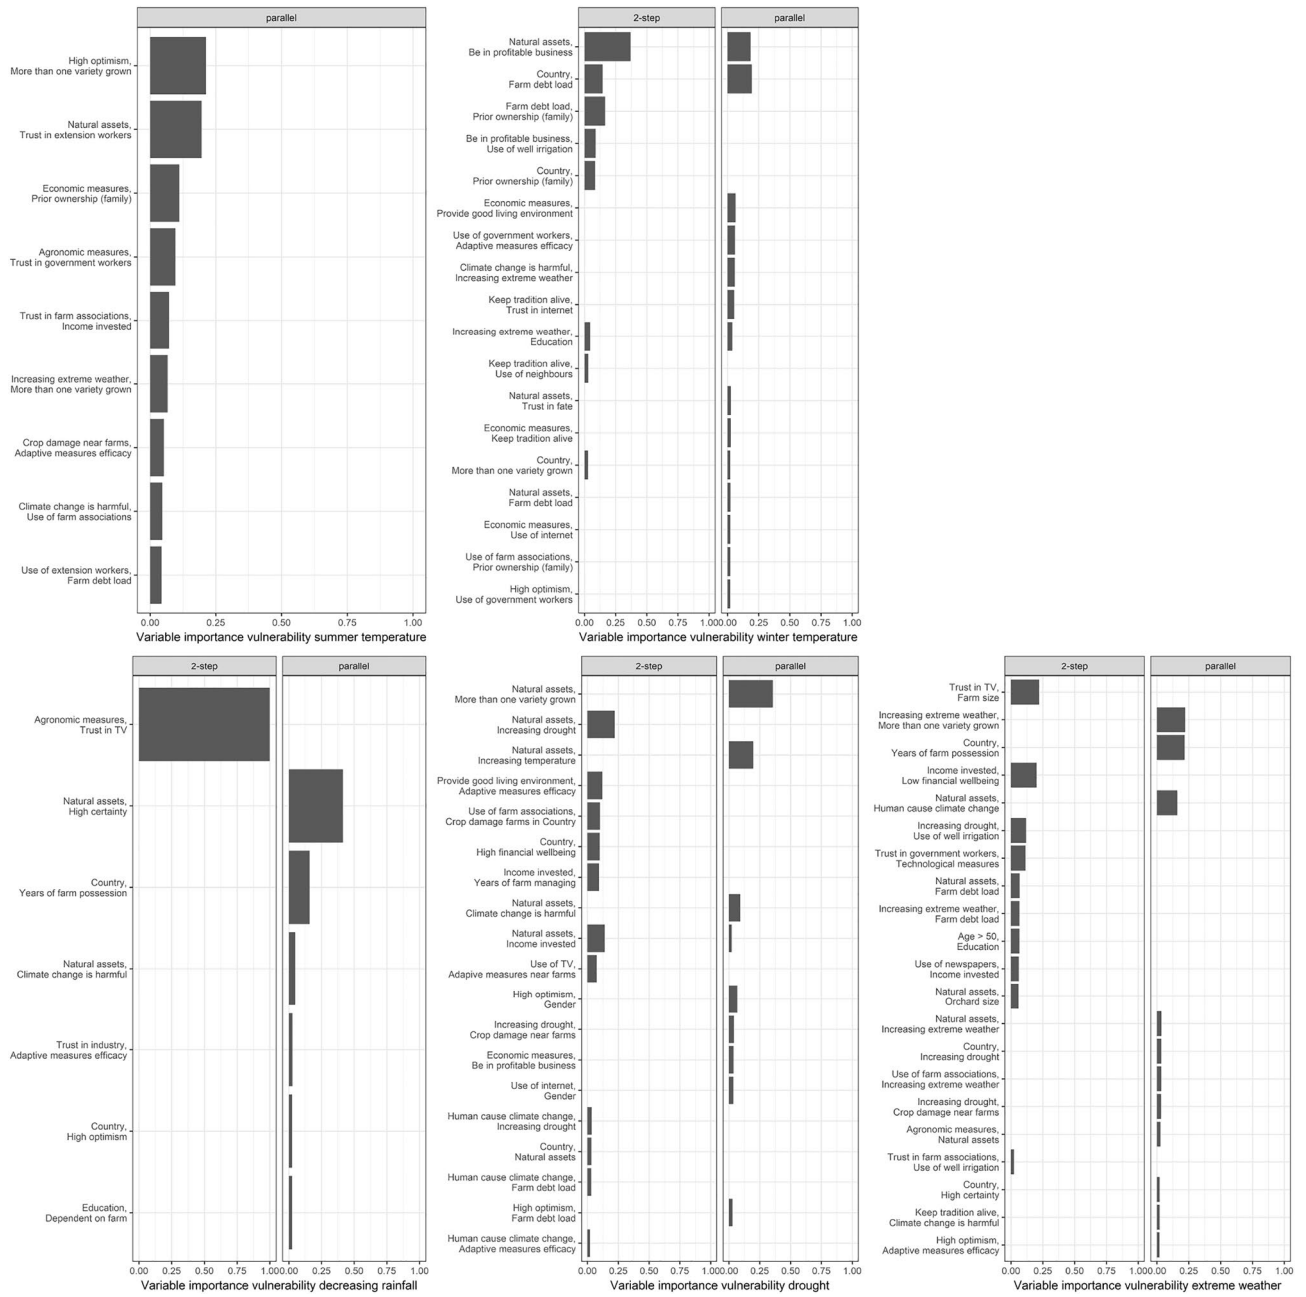 parallel
High optimism,
More than one variety grown
Natural assets,
Trust in extension workers
Economic measures,
Prior ownership (family)
Agronomic measures,
Trust in government workers
Trust in farm associations,
Income invested
Increasing extreme weather,
More than one variety grown
Crop damage near farms,
Adaptive measures efficacy
Climate change is harmful,
Use of farm associations
Use of extension workers,
Farm debt load
0.00 0.25 0.50 0.75 1.00
Variable importance vulnerability summer temperature
2-step parallel
Natural assets,
Be in profitable business
Country,
Farm debt load
Farm debt load,
Prior ownership (family)
Be in profitable business,
Use of well irrigation
Country,
Prior ownership (family)
Economic measures,
Provide good living environment
Use of government workers,
Adaptive measures efficacy
Climate change is harmful,
Increasing extreme weather
Keep tradition alive,
Trust in internet
Increasing extreme weather,
Education
Keep tradition alive,
Use of neighbours
Natural assets,
Trust in fate
Economic measures,
Keep tradition alive
Country,
More than one variety grown
Natural assets,
Farm debt load
Economic measures,
Use of internet
Use of farm associations,
Prior ownership (family)
High optimism,
Use of government workers
0.00 0.25 0.50 0.75 1.00 0.00 0.25 0.50 0.75 1.00
Variable importance vulnerability winter temperature
2-step parallel
Agronomic measures,
Trust in TV
Natural assets,
High certainty
Country,
Years of farm possession
Natural assets,
Climate change is harmful
Trust in industry,
Adaptive measures efficacy
Country,
High optimism
Education,
Dependent on farm
0.00 0.25 0.50 0.75 1.00 0.00 0.25 0.50 0.75 1.00
Variable importance vulnerability decreasing rainfall
2-step parallel
Natural assets,
More than one variety grown
Natural assets,
Increasing drought
Natural assets,
Increasing temperature
Provide good living environment,
Adaptive measures efficacy
Use of farm associations,
Crop damage farms in Country
Country,
High financial wellbeing
Income invested,
Years of farm managing
Natural assets,
Climate change is harmful
Natural assets,
Income invested
Use of TV,
Adapive measures near farms
High optimism,
Gender
Increasing drought,
Crop damage near farms
Economic measures,
Be in profitable business
Use of internet,
Gender
Human cause climate change,
Increasing drought
Country,
Natural assets
Human cause climate change,
Farm debt load
High optimism,
Farm debt load
Human cause climate change,
Adaptive measures efficacy
0.00 0.25 0.50 0.75 1.00 0.00 0.25 0.50 0.75 1.00
Variable importance vulnerability drought
2-step parallel
Trust in TV,
Farm size
Increasing extreme weather,
More than one variety grown
Country,
Years of farm possession
Income invested,
Low financial wellbeing
Natural assets,
Human cause climate change
Increasing drought,
Use of well irrigation
Trust in government workers,
Technological measures
Natural assets,
Farm debt load
Increasing extreme weather,
Farm debt load
Age > 50,
Education
Use of newspapers,
Income invested
Natural assets,
Orchard size
Natural assets,
Increasing extreme weather
Country,
Increasing drought
Use of farm associations,
Increasing extreme weather
Increasing drought,
Crop damage near farms
Agronomic measures,
Natural assets
Trust in farm associations,
Use of well irrigation
Country,
High certainty
Keep tradition alive,
Climate change is harmful
High optimism,
Adaptive measures efficacy
0.00 0.25 0.50 0.75 1.00 0.00 0.25 0.50 0.75 1.00
Variable importance vulnerability extreme weather